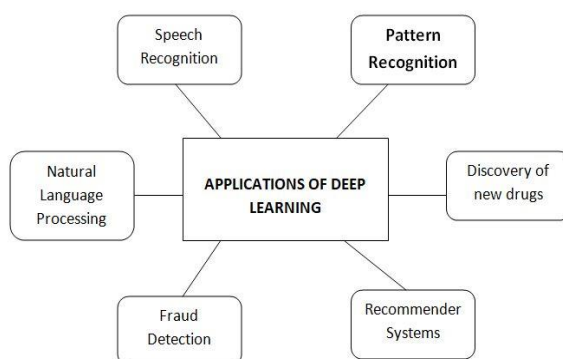 Speech
Recognition
Pattern
Recognition
Natural
Language
Processing
APPLICATIONS OF DEEP
LEARNING
Discovery of
new drugs
Fraud
Detection
Recommender
Systems